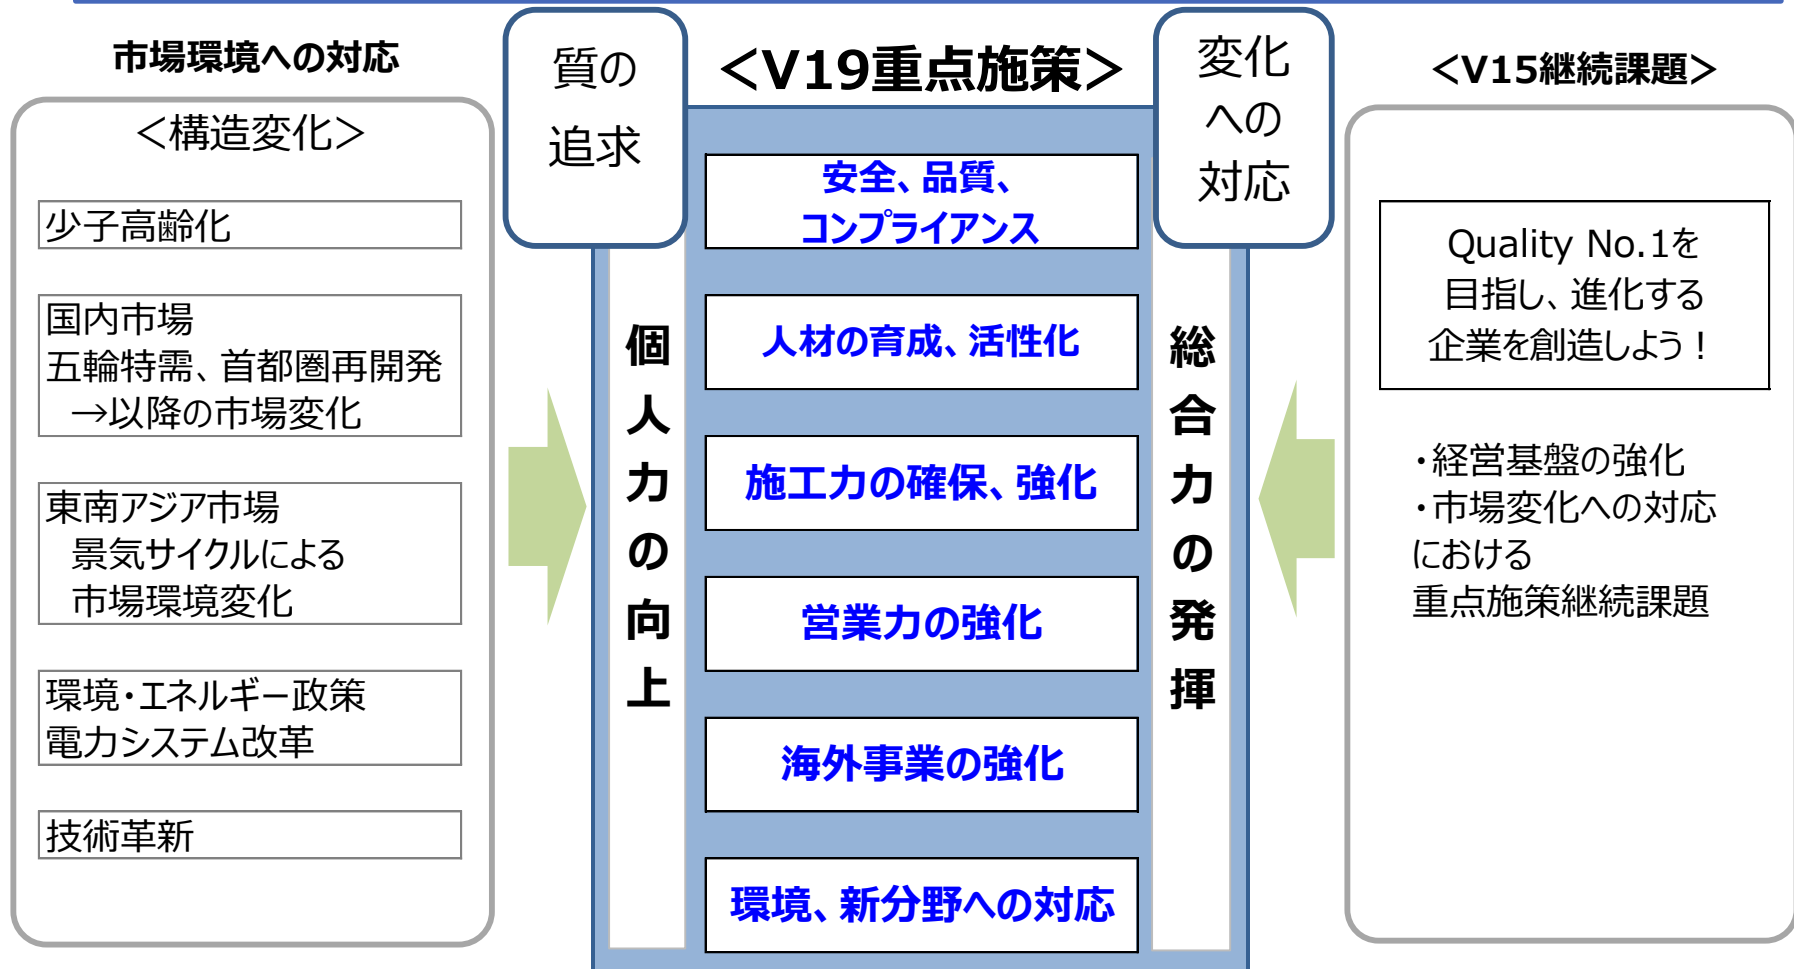 市場環境への対応
<構造変化>
少子高齢化
国内市場
五輪特需、首都圏再開発
→以降の市場変化
東南アジア市場
景気サイクルによる
市場環境変化
環境・エネルギー政策
電力システム改革
技術革新
質の
追求
<V19重点施策>
変化
への
対応
個人力の向上
安全、品質、
コンプライアンス
人材の育成、活性化
施工力の確保、強化
営業力の強化
海外事業の強化
環境、新分野への対応
総合力の発揮
<V15継続課題>
Quality No.1を
目指し、進化する
企業を創造しよう！
・経営基盤の強化
・市場変化への対応
における
重点施策継続課題